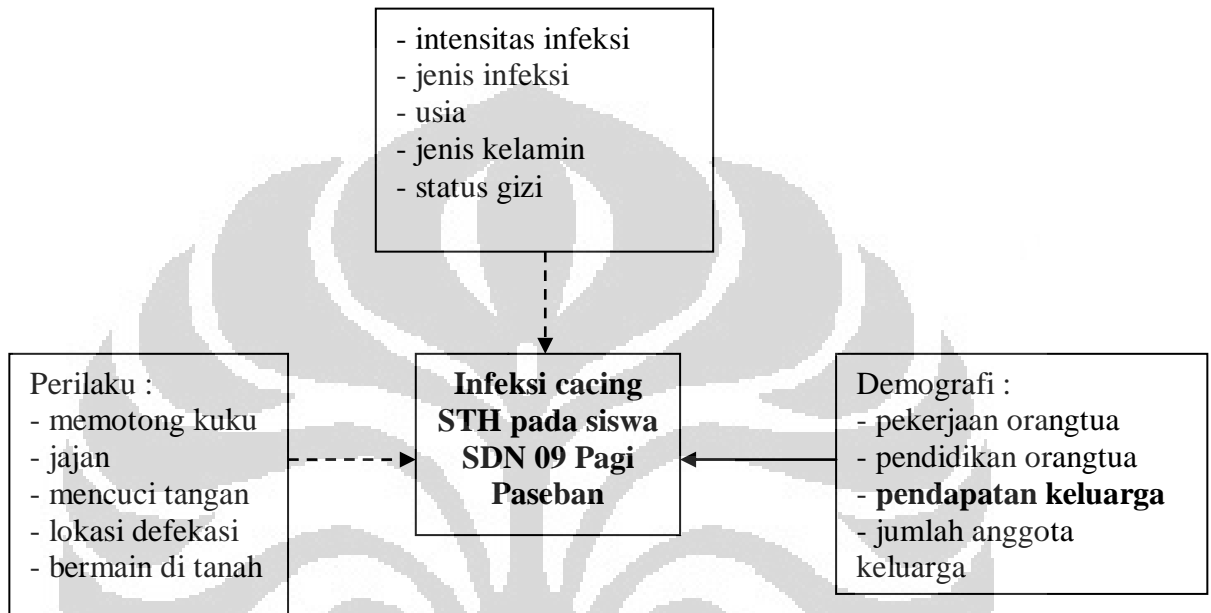 - intensitas infeksi
- jenis infeksi
- usia
- jenis kelamin
- status gizi
Perilaku :
- memotong kuku
- jajan
- mencuci tangan
- lokasi defekasi
- bermain di tanah
Infeksi cacing
STH pada siswa
SDN 09 Pagi
Paseban
Demografi :
- pekerjaan orangtua
- pendidikan orangtua
- pendapatan keluarga
- jumlah anggota
keluarga